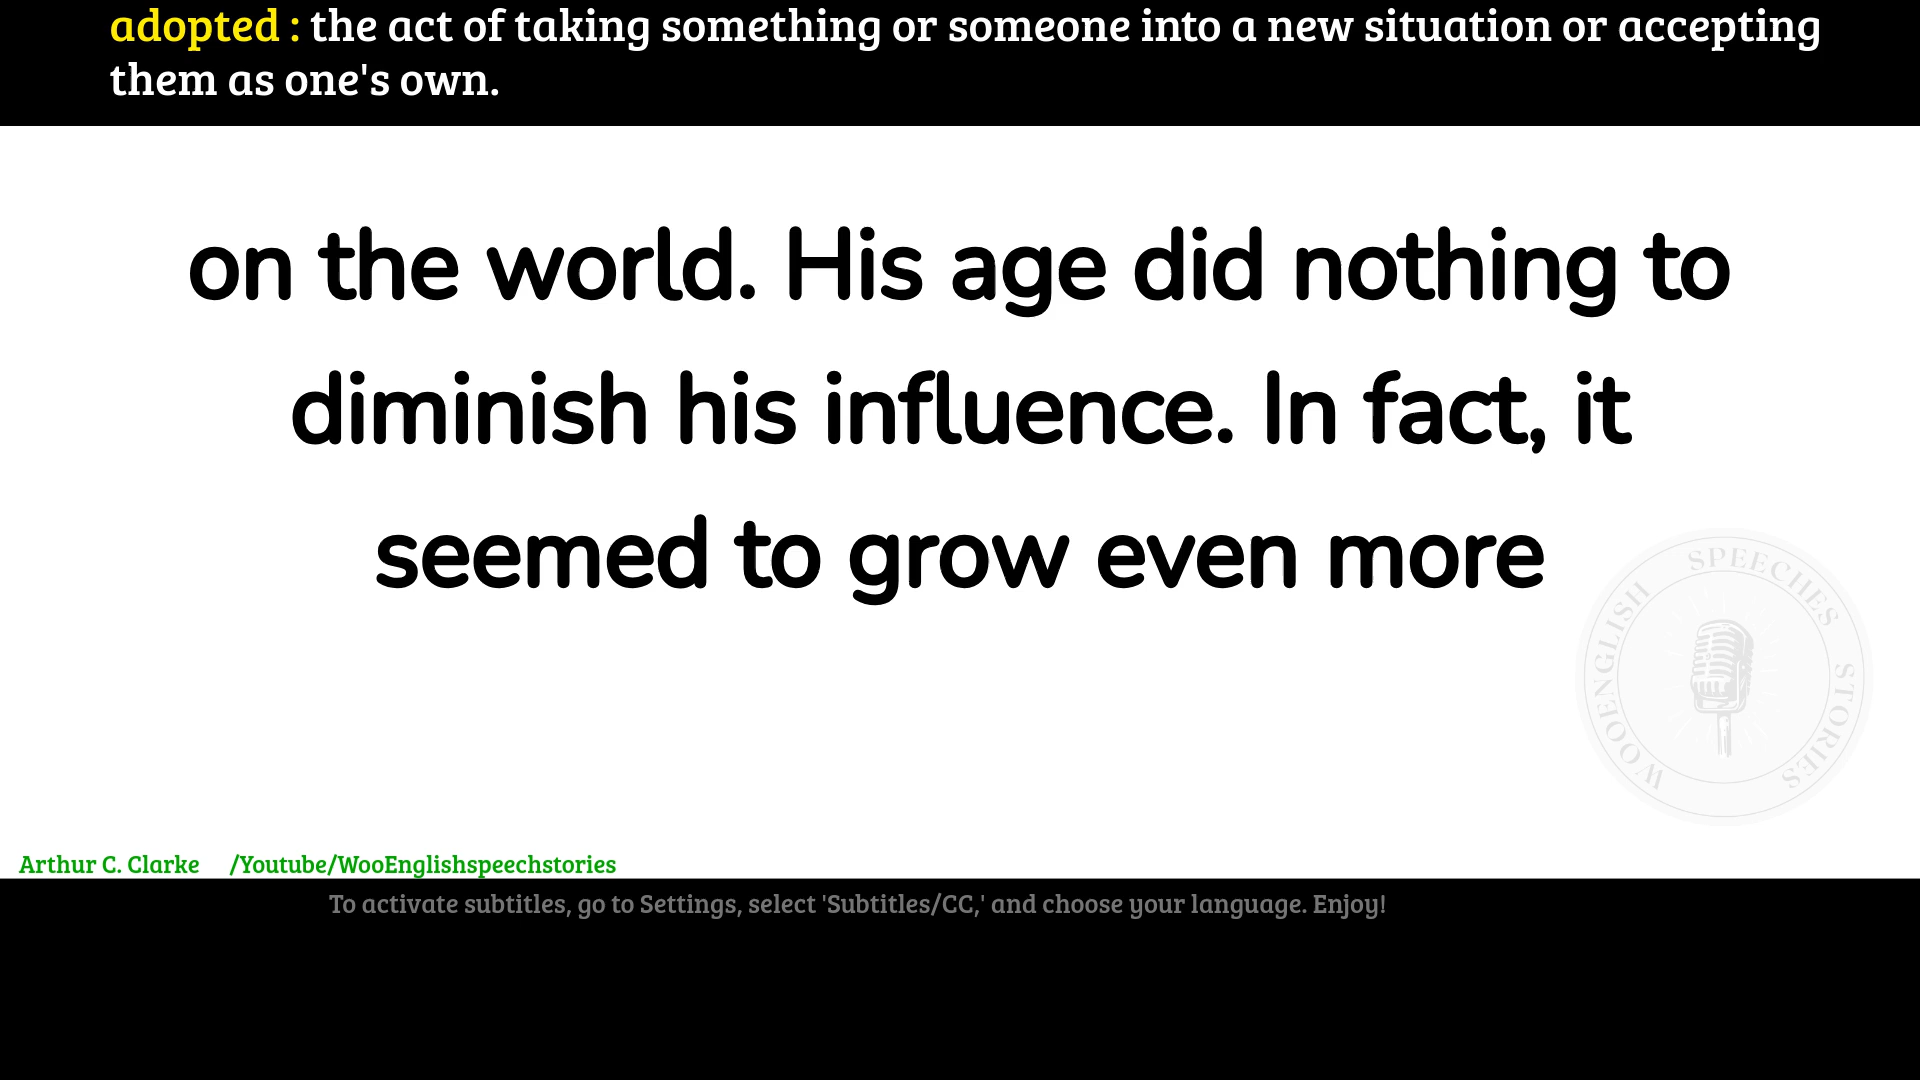 adopted : the act of taking something or someone into a new situation or accepting
them as one's own.
on the world. His age did nothing to
diminish his influence. In fact, it
seemed to grow even more
WOOENGLISH SPEECHES STORIES
Arthur C. Clarke /Youtube/WooEnglishspeechstories
To activate subtitles, go to Settings, select 'Subtitles/CC,' and choose your language. Enjoy!